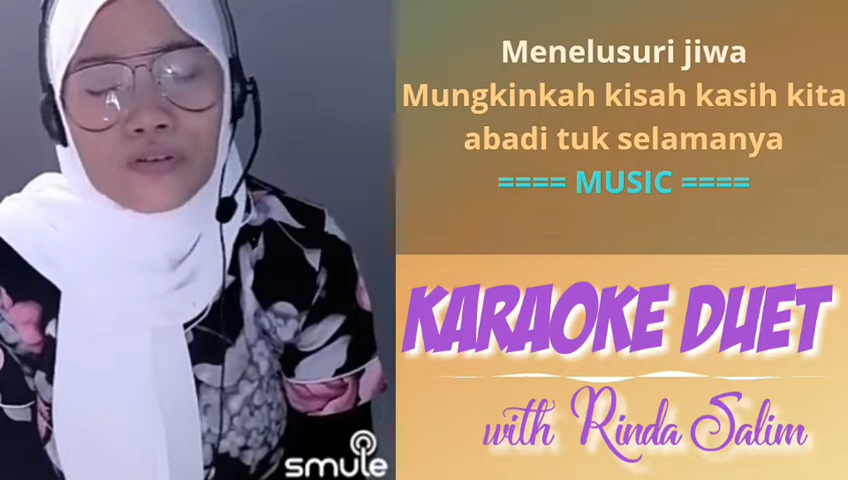 Menelusuri jiwa
Mungkinkah kisah kasih kita
abadi tuk selamanya
==== MUSIC ====
KARAOKE DUET
with Rinda Salim
smule